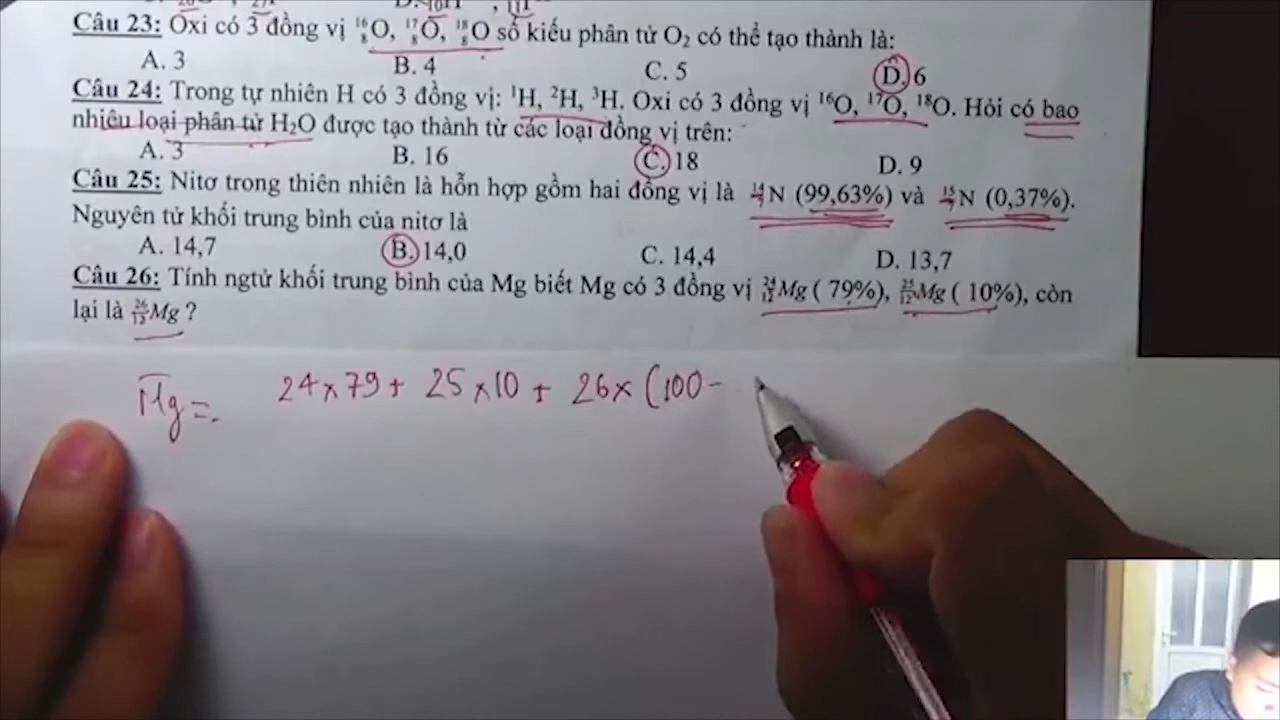 Câu 23: Oxi có 3 đồng vị ¹⁶₈O, ¹⁷₈O, ¹⁸₈O số kiểu phân tử O₂ có thể tạo thành là:
A. 3 B. 4 C. 5 D. 6
Câu 24: Trong tự nhiên H có 3 đồng vị: ¹H, ²H, ³H. Oxi có 3 đồng vị ¹⁶O, ¹⁷O, ¹⁸O. Hỏi có bao
nhiêu loại phân tử H₂O được tạo thành từ các loại đồng vị trên:
A. 3 B. 16 C. 18 D. 9
Câu 25: Nitơ trong thiên nhiên là hỗn hợp gồm hai đồng vị là ¹⁴₇N (99,63%) và ¹⁵₇N (0,37%).
Nguyên tử khối trung bình của nitơ là
A. 14,7 B. 14,0 C. 14,4 D. 13,7
Câu 26: Tính ngtử khối trung bình của Mg biết Mg có 3 đồng vị ²⁴₁₂Mg ( 79%), ²⁵₁₂Mg ( 10%), còn
lại là ²⁶₁₂Mg ?
M̅g = 24 x 79 + 25 x 10 + 26 x (100 -